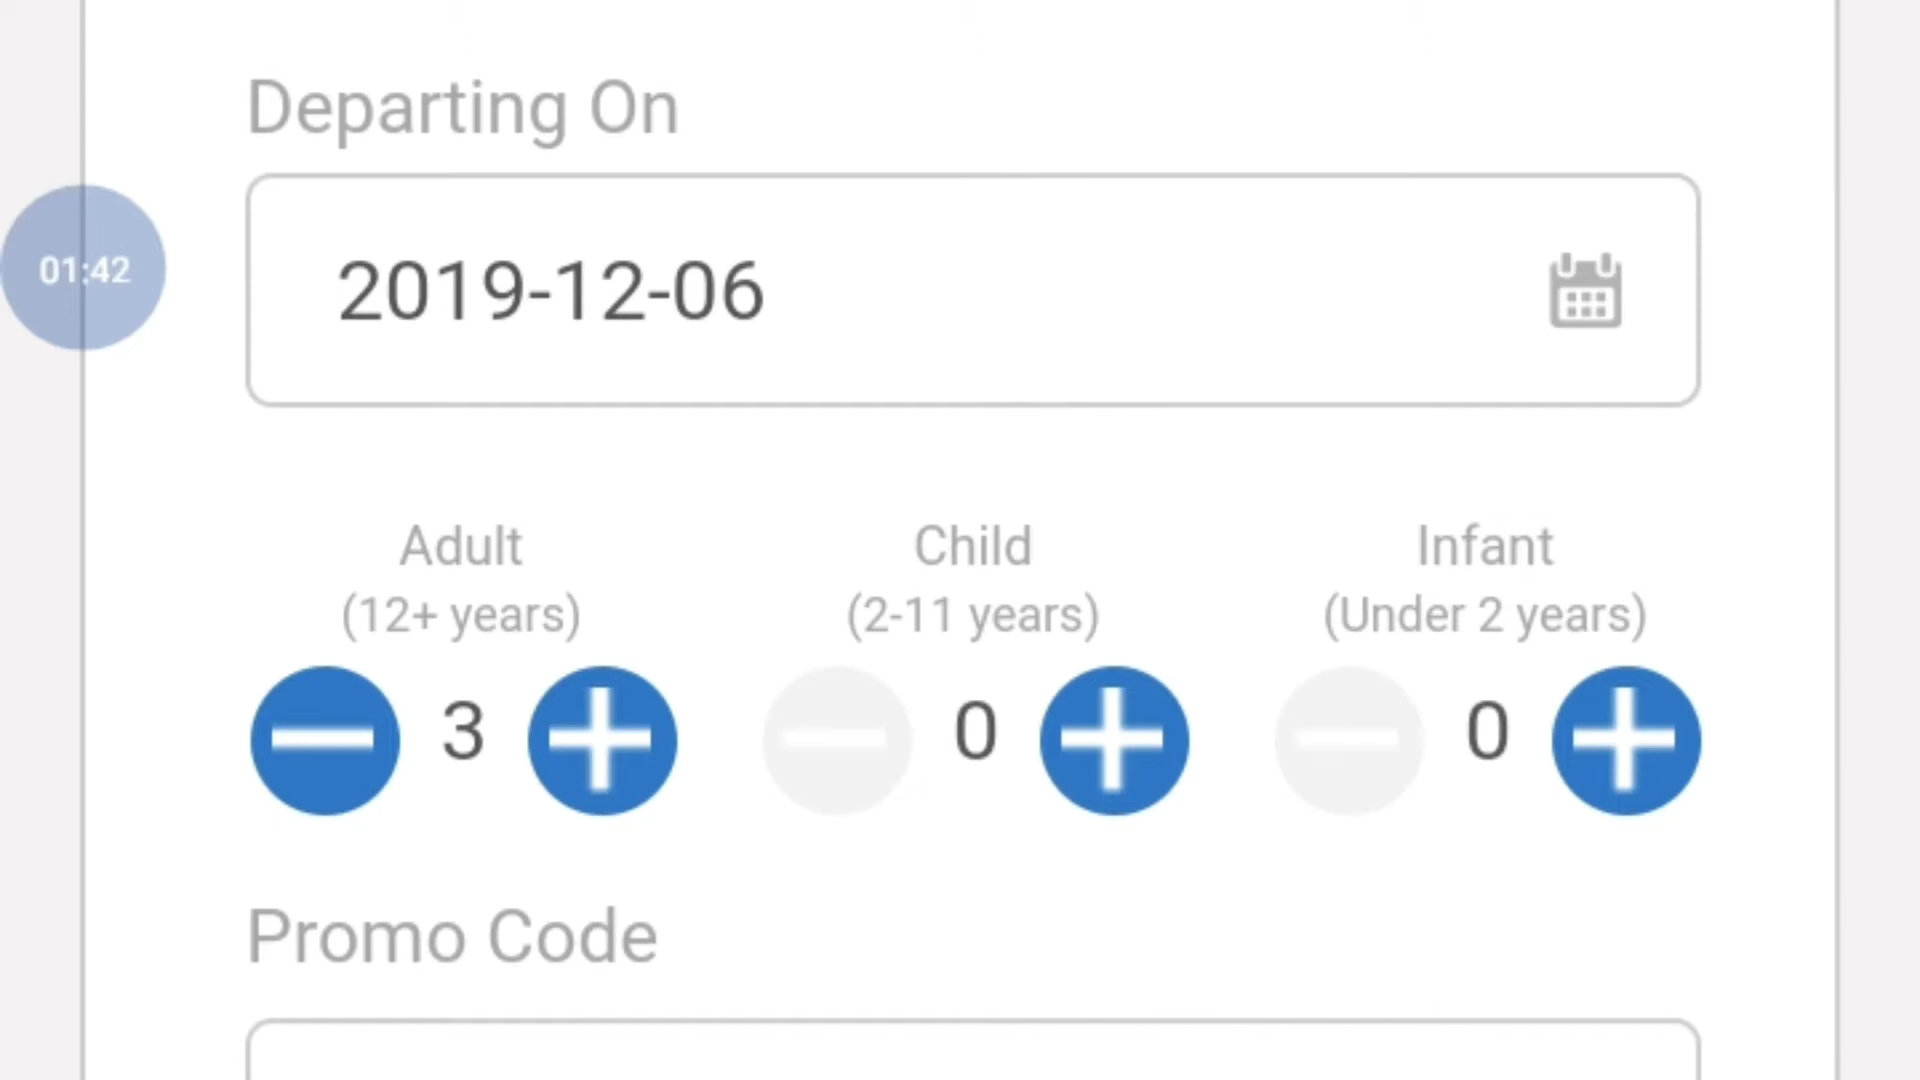 Departing On
01:42
2019-12-06
Adult Child Infant
(12+ years) (2-11 years) (Under 2 years)
3 0 0
Promo Code